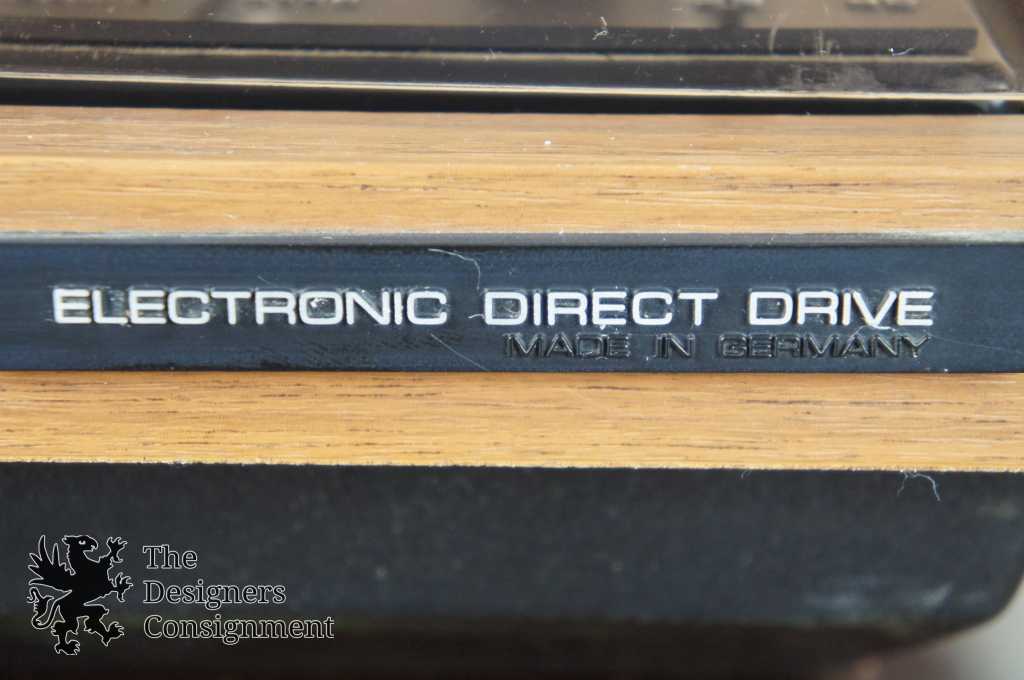 ELECTRONIC DIRECT DRIVE
MADE IN GERMANY
The
Designers
Consignment